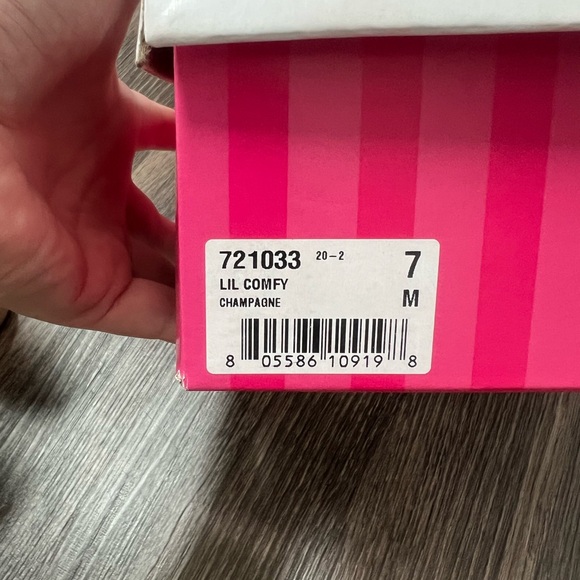 721033 20-2 7
LIL COMFY
CHAMPAGNE M
8 05586 10919 8